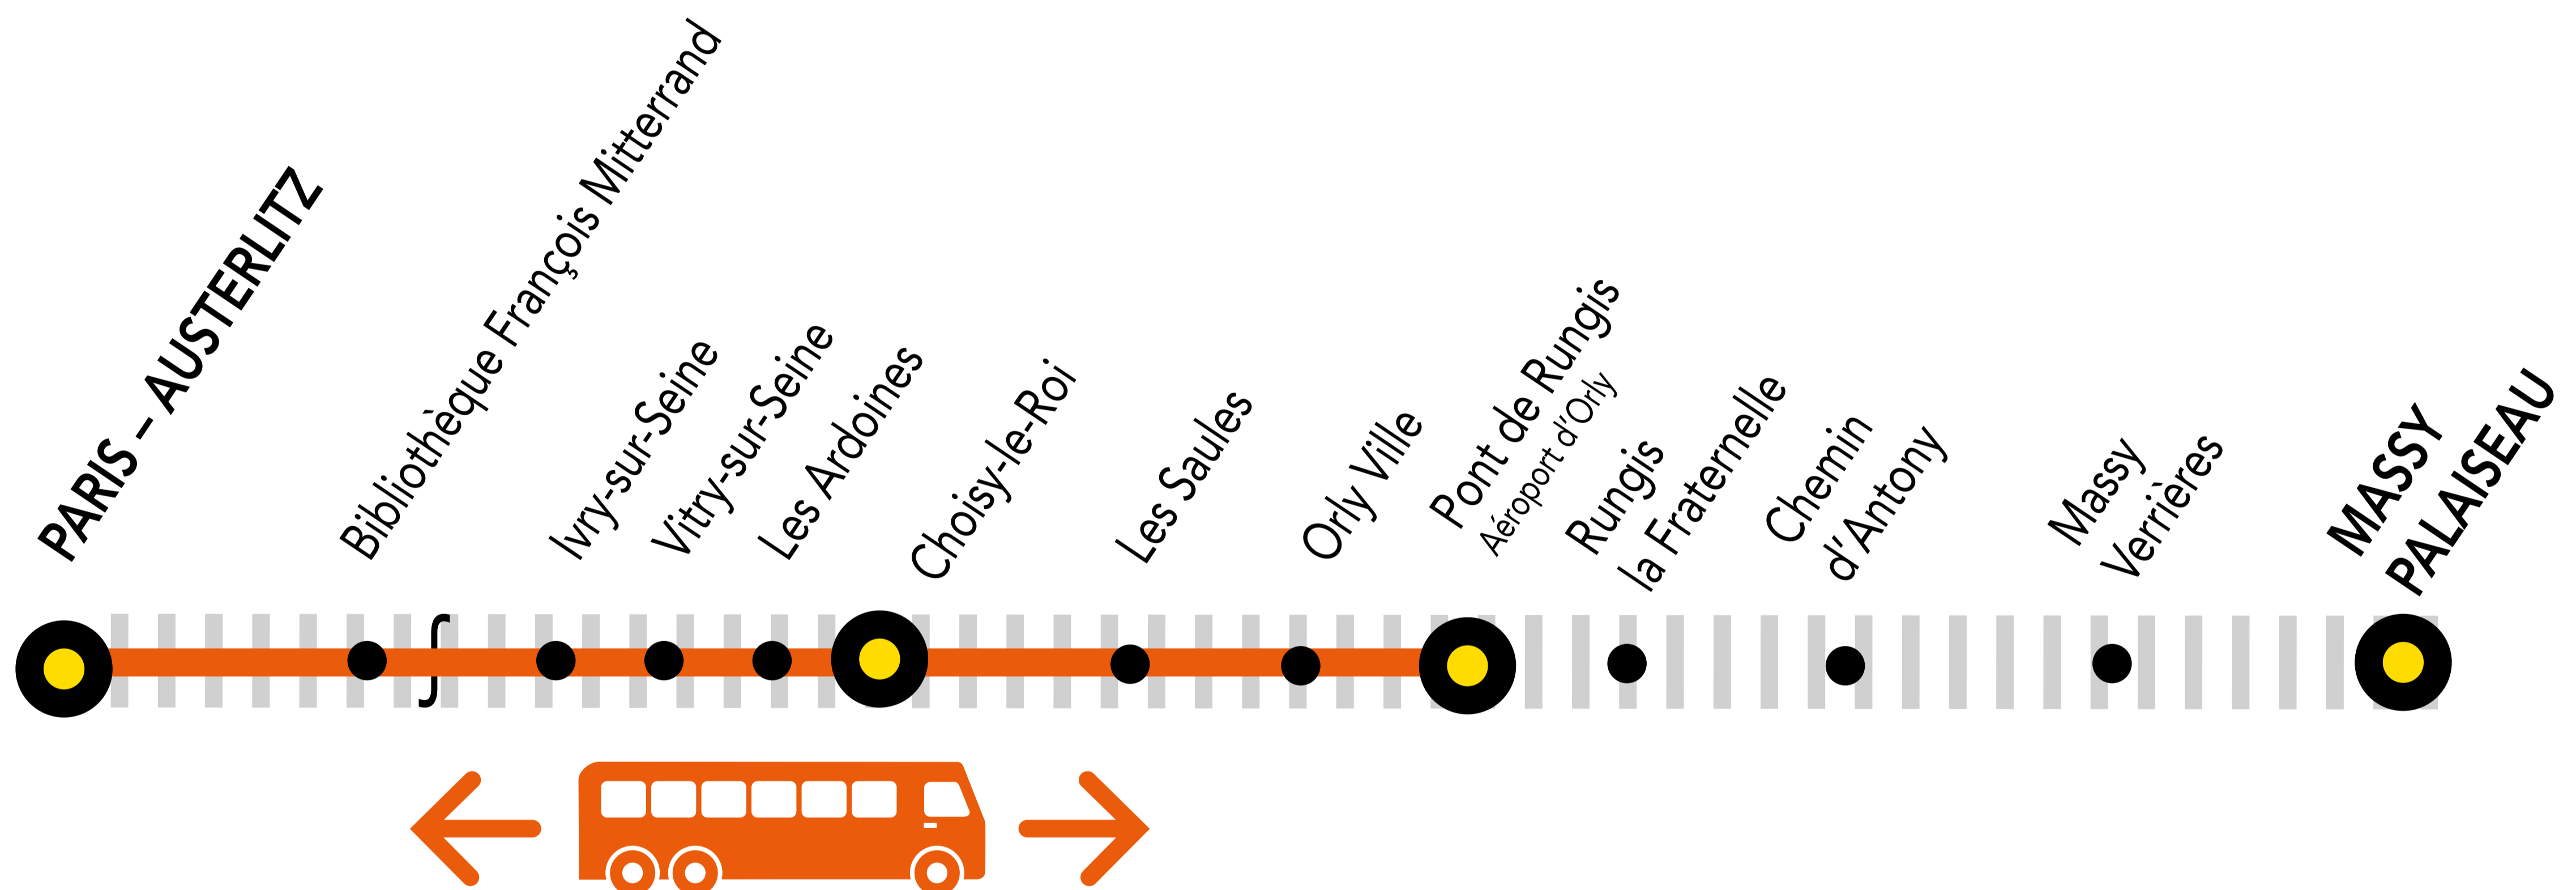 PARIS – AUSTERLITZ
Bibliothèque François Mitterrand
Ivry-sur-Seine
Vitry-sur-Seine
Les Ardoines
Choisy-le-Roi
Les Saules
Orly Ville
Pont de Rungis
Aéroport d'Orly
Rungis
la Fraternelle
Chemin
d'Antony
Massy
Verrières
MASSY
PALAISEAU